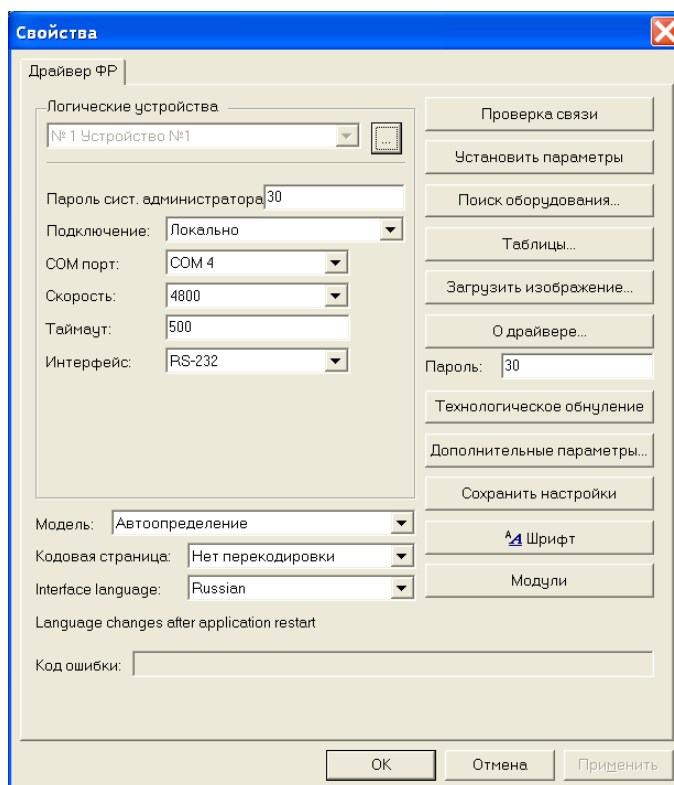 Свойства
Драйвер ФР
Логические устройства
№ 1 Устройство №1
...
Пароль сист. администратора 30
Подключение: Локально
COM порт: COM 4
Скорость: 4800
Таймаут: 500
Интерфейс: RS-232
Проверка связи
Установить параметры
Поиск оборудования...
Таблицы...
Загрузить изображение...
О драйвере...
Пароль: 30
Технологическое обнуление
Дополнительные параметры...
Сохранить настройки
АA Шрифт
Модули
Модель: Автоопределение
Кодовая страница: Нет перекодировки
Interface language: Russian
Language changes after application restart
Код ошибки:
OK
Отмена
Применить